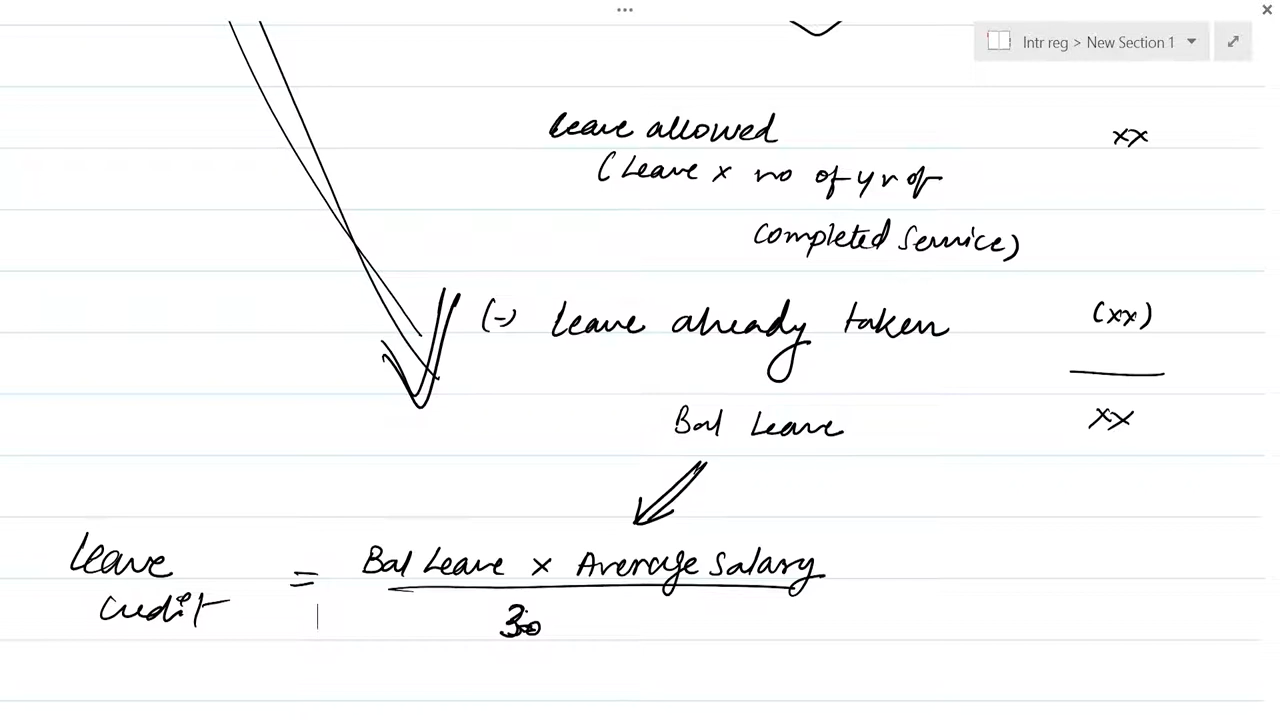 Intr reg > New Section 1
leave allowed xx
(Leave x no of yr of
completed service)
(-) leave already taken (xx)
Bal Leave xx
leave credit = Bal Leave x Average Salary
30